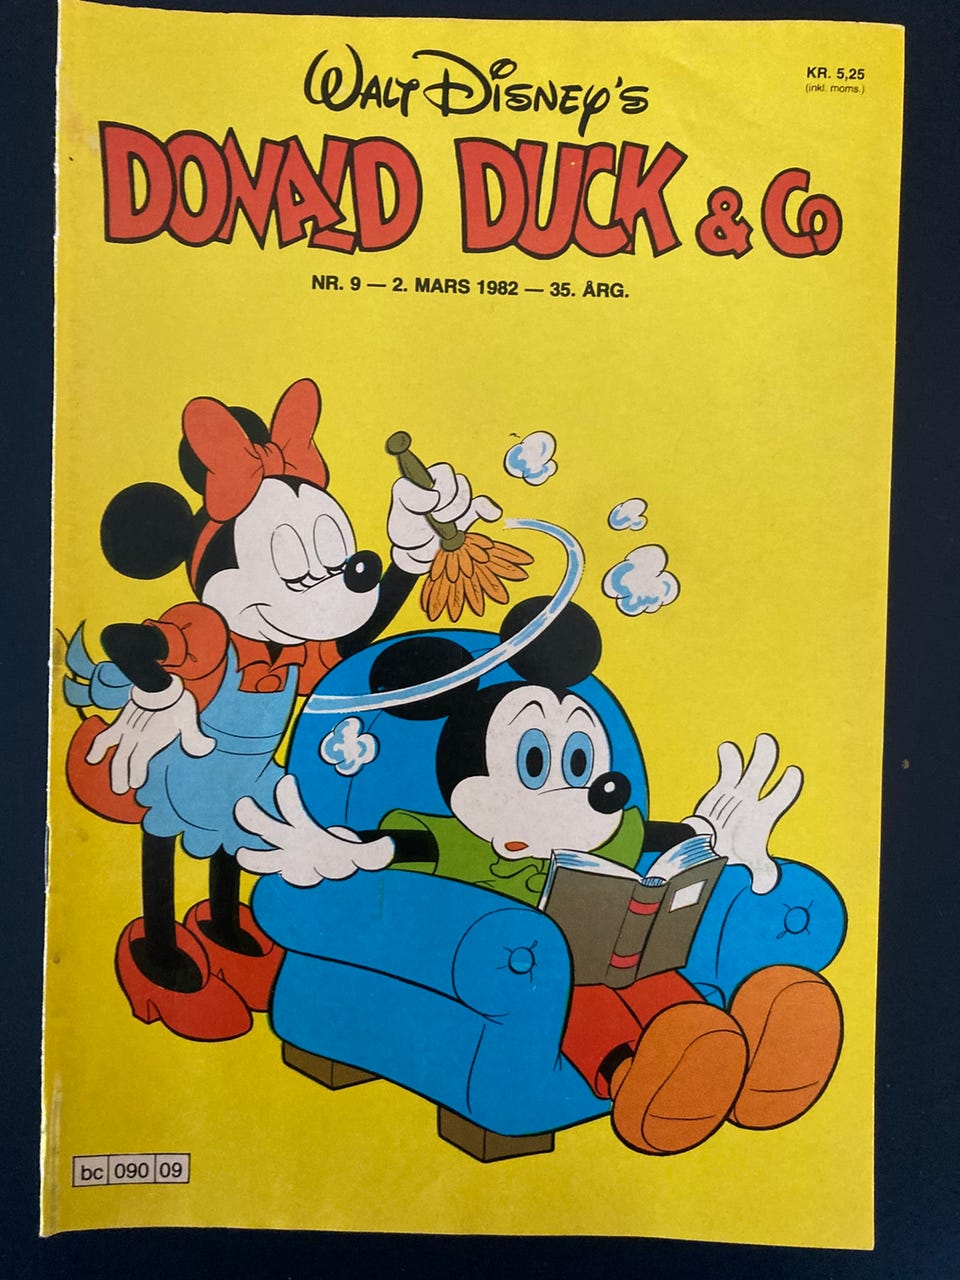 WALT DISNEY'S
KR. 5,25
(inkl. moms.)
DONALD DUCK & Co
NR. 9 — 2. MARS 1982 — 35. ÅRG.
bc 090 09